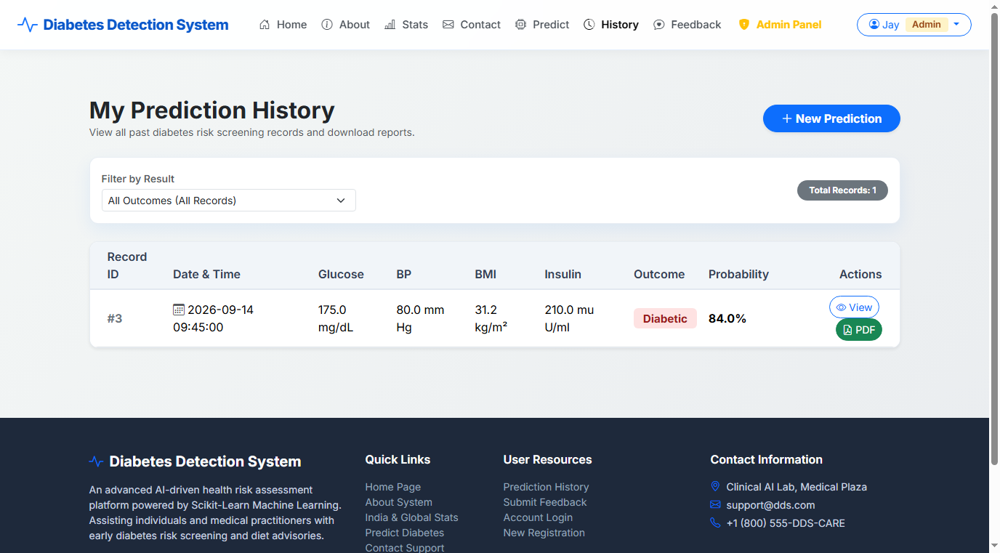 Diabetes Detection System
Home
About
Stats
Contact
Predict
History
Feedback
Admin Panel
Jay
Admin
My Prediction History
View all past diabetes risk screening records and download reports.
+ New Prediction
Filter by Result
All Outcomes (All Records)
Total Records: 1
Record
ID
Date & Time
Glucose
BP
BMI
Insulin
Outcome
Probability
Actions
#3
2026-09-14
09:45:00
175.0
mg/dL
80.0 mm
Hg
31.2
kg/m²
210.0 mu
U/ml
Diabetic
84.0%
View
PDF
Diabetes Detection System
An advanced AI-driven health risk assessment
platform powered by Scikit-Learn Machine Learning.
Assisting individuals and medical practitioners with
early diabetes risk screening and diet advisories.
Quick Links
Home Page
About System
India & Global Stats
Predict Diabetes
Contact Support
User Resources
Prediction History
Submit Feedback
Account Login
New Registration
Contact Information
Clinical AI Lab, Medical Plaza
support@dds.com
+1 (800) 555-DDS-CARE